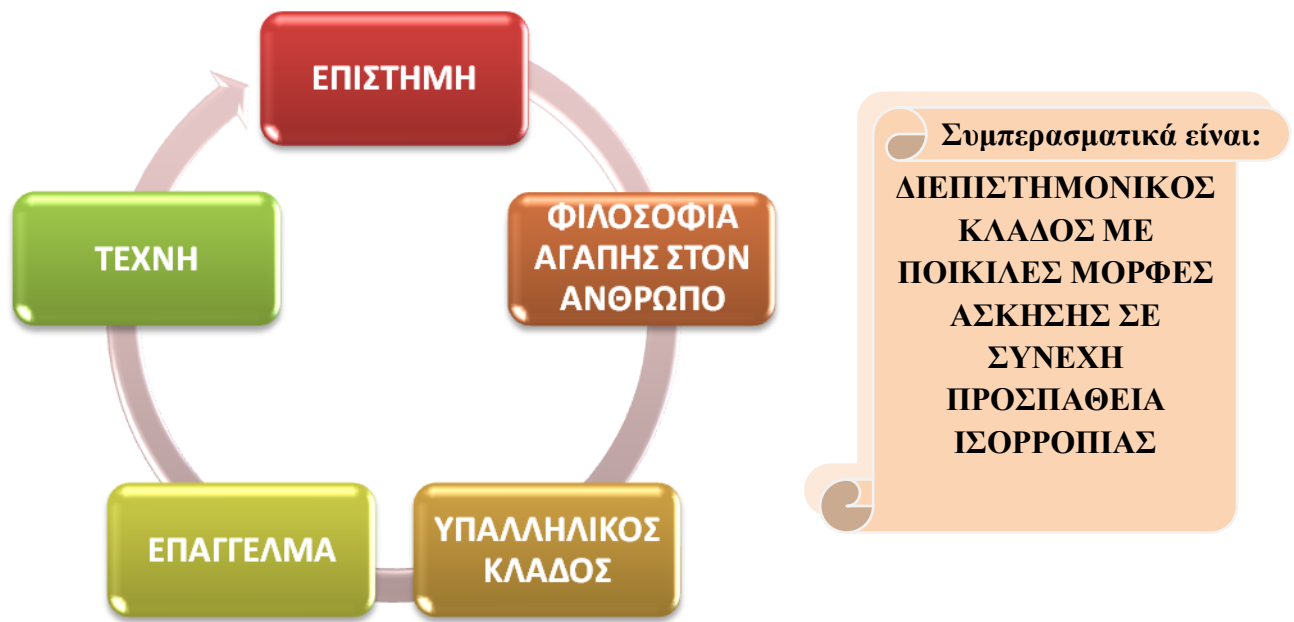 ΕΠΙΣΤΗΜΗ
ΦΙΛΟΣΟΦΙΑ
ΑΓΑΠΗΣ ΣΤΟΝ
ΑΝΘΡΩΠΟ
ΥΠΑΛΛΗΛΙΚΟΣ
ΚΛΑΔΟΣ
ΕΠΑΓΓΕΛΜΑ
ΤΕΧΝΗ
Συμπερασματικά είναι:
ΔΙΕΠΙΣΤΗΜΟΝΙΚΟΣ
ΚΛΑΔΟΣ ΜΕ
ΠΟΙΚΙΛΕΣ ΜΟΡΦΕΣ
ΑΣΚΗΣΗΣ ΣΕ
ΣΥΝΕΧΗ
ΠΡΟΣΠΑΘΕΙΑ
ΙΣΟΡΡΟΠΙΑΣ